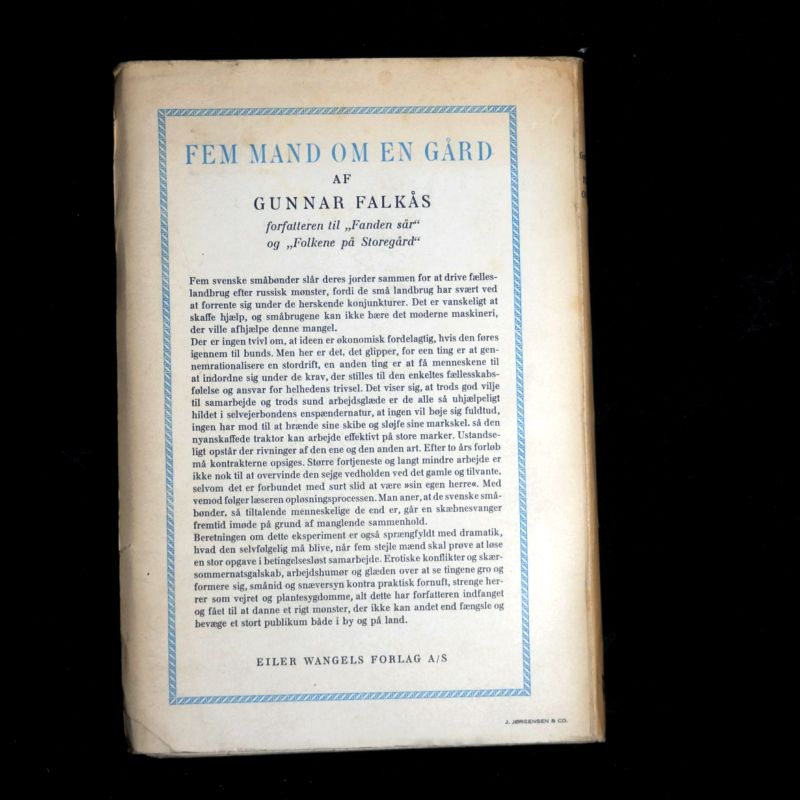 FEM MAND OM EN GÅRD
AF
GUNNAR FALKÅS
forfatteren til „Fanden sår“
og „Folkene på Storegård“
Fem svenske småbønder slår deres jorder sammen for at drive fælles-
landbrug efter russisk mønster, fordi de små landbrug har svært ved
at forrente sig under de herskende konjunkturer. Det er vanskeligt at
skaffe hjælp, og småbrugene kan ikke bære det moderne maskineri,
der ville afhjælpe denne mangel.
Der er ingen tvivl om, at ideen er økonomisk fordelagtig, hvis den føres
igennem til bunds. Men her er det, det glipper, for een ting er at gen-
nemrationalisere en stordrift, en anden ting er at få menneskene til
at indordne sig under de krav, der stilles til den enkeltes fællesskabs-
følelse og ansvar for helhedens trivsel. Det viser sig, at trods god vilje
til samarbejde og trods sund arbejdsglæde er de alle så uhjælpeligt
hildet i selvejerbondens enspændernatur, at ingen vil bøje sig fuldtud,
ingen har mod til at brænde sine skibe og sløjfe sine markskel, så den
nyanskaffede traktor kan arbejde effektivt på store marker. Ustandse-
ligt opstår der rivninger af den ene og den anden art. Efter to års forløb
må kontrakterne opsiges. Større fortjeneste og langt mindre arbejde er
ikke nok til at overvinde den sejge vedholden ved det gamle og tilvante,
selvom det er forbundet med surt slid at være »sin egen herre«. Med
vemod følger læseren opløsningsprocessen. Man aner, at de svenske små-
bønder, så tiltalende menneskelige de end er, går en skæbnesvanger
fremtid imøde på grund af manglende sammenhold.
Beretningen om dette eksperiment er også sprængfyldt med dramatik,
hvad den selvfølgelig må blive, når fem stejle mænd skal prøve at løse
en stor opgave i betingelsesløst samarbejde. Erotiske konflikter og skær-
sommernatsgalskab, arbejdshumør og glæden over at se tingene gro og
formere sig, smånid og snæversyn kontra praktisk fornuft, strenge her-
rer som vejret og plantesygdomme, alt dette har forfatteren indfanget
og fået til at danne et rigt mønster, der ikke kan andet end fængsle og
bevæge et stort publikum både i by og på land.
EILER WANGELS FORLAG A/S
J. JØRGENSEN & CO.